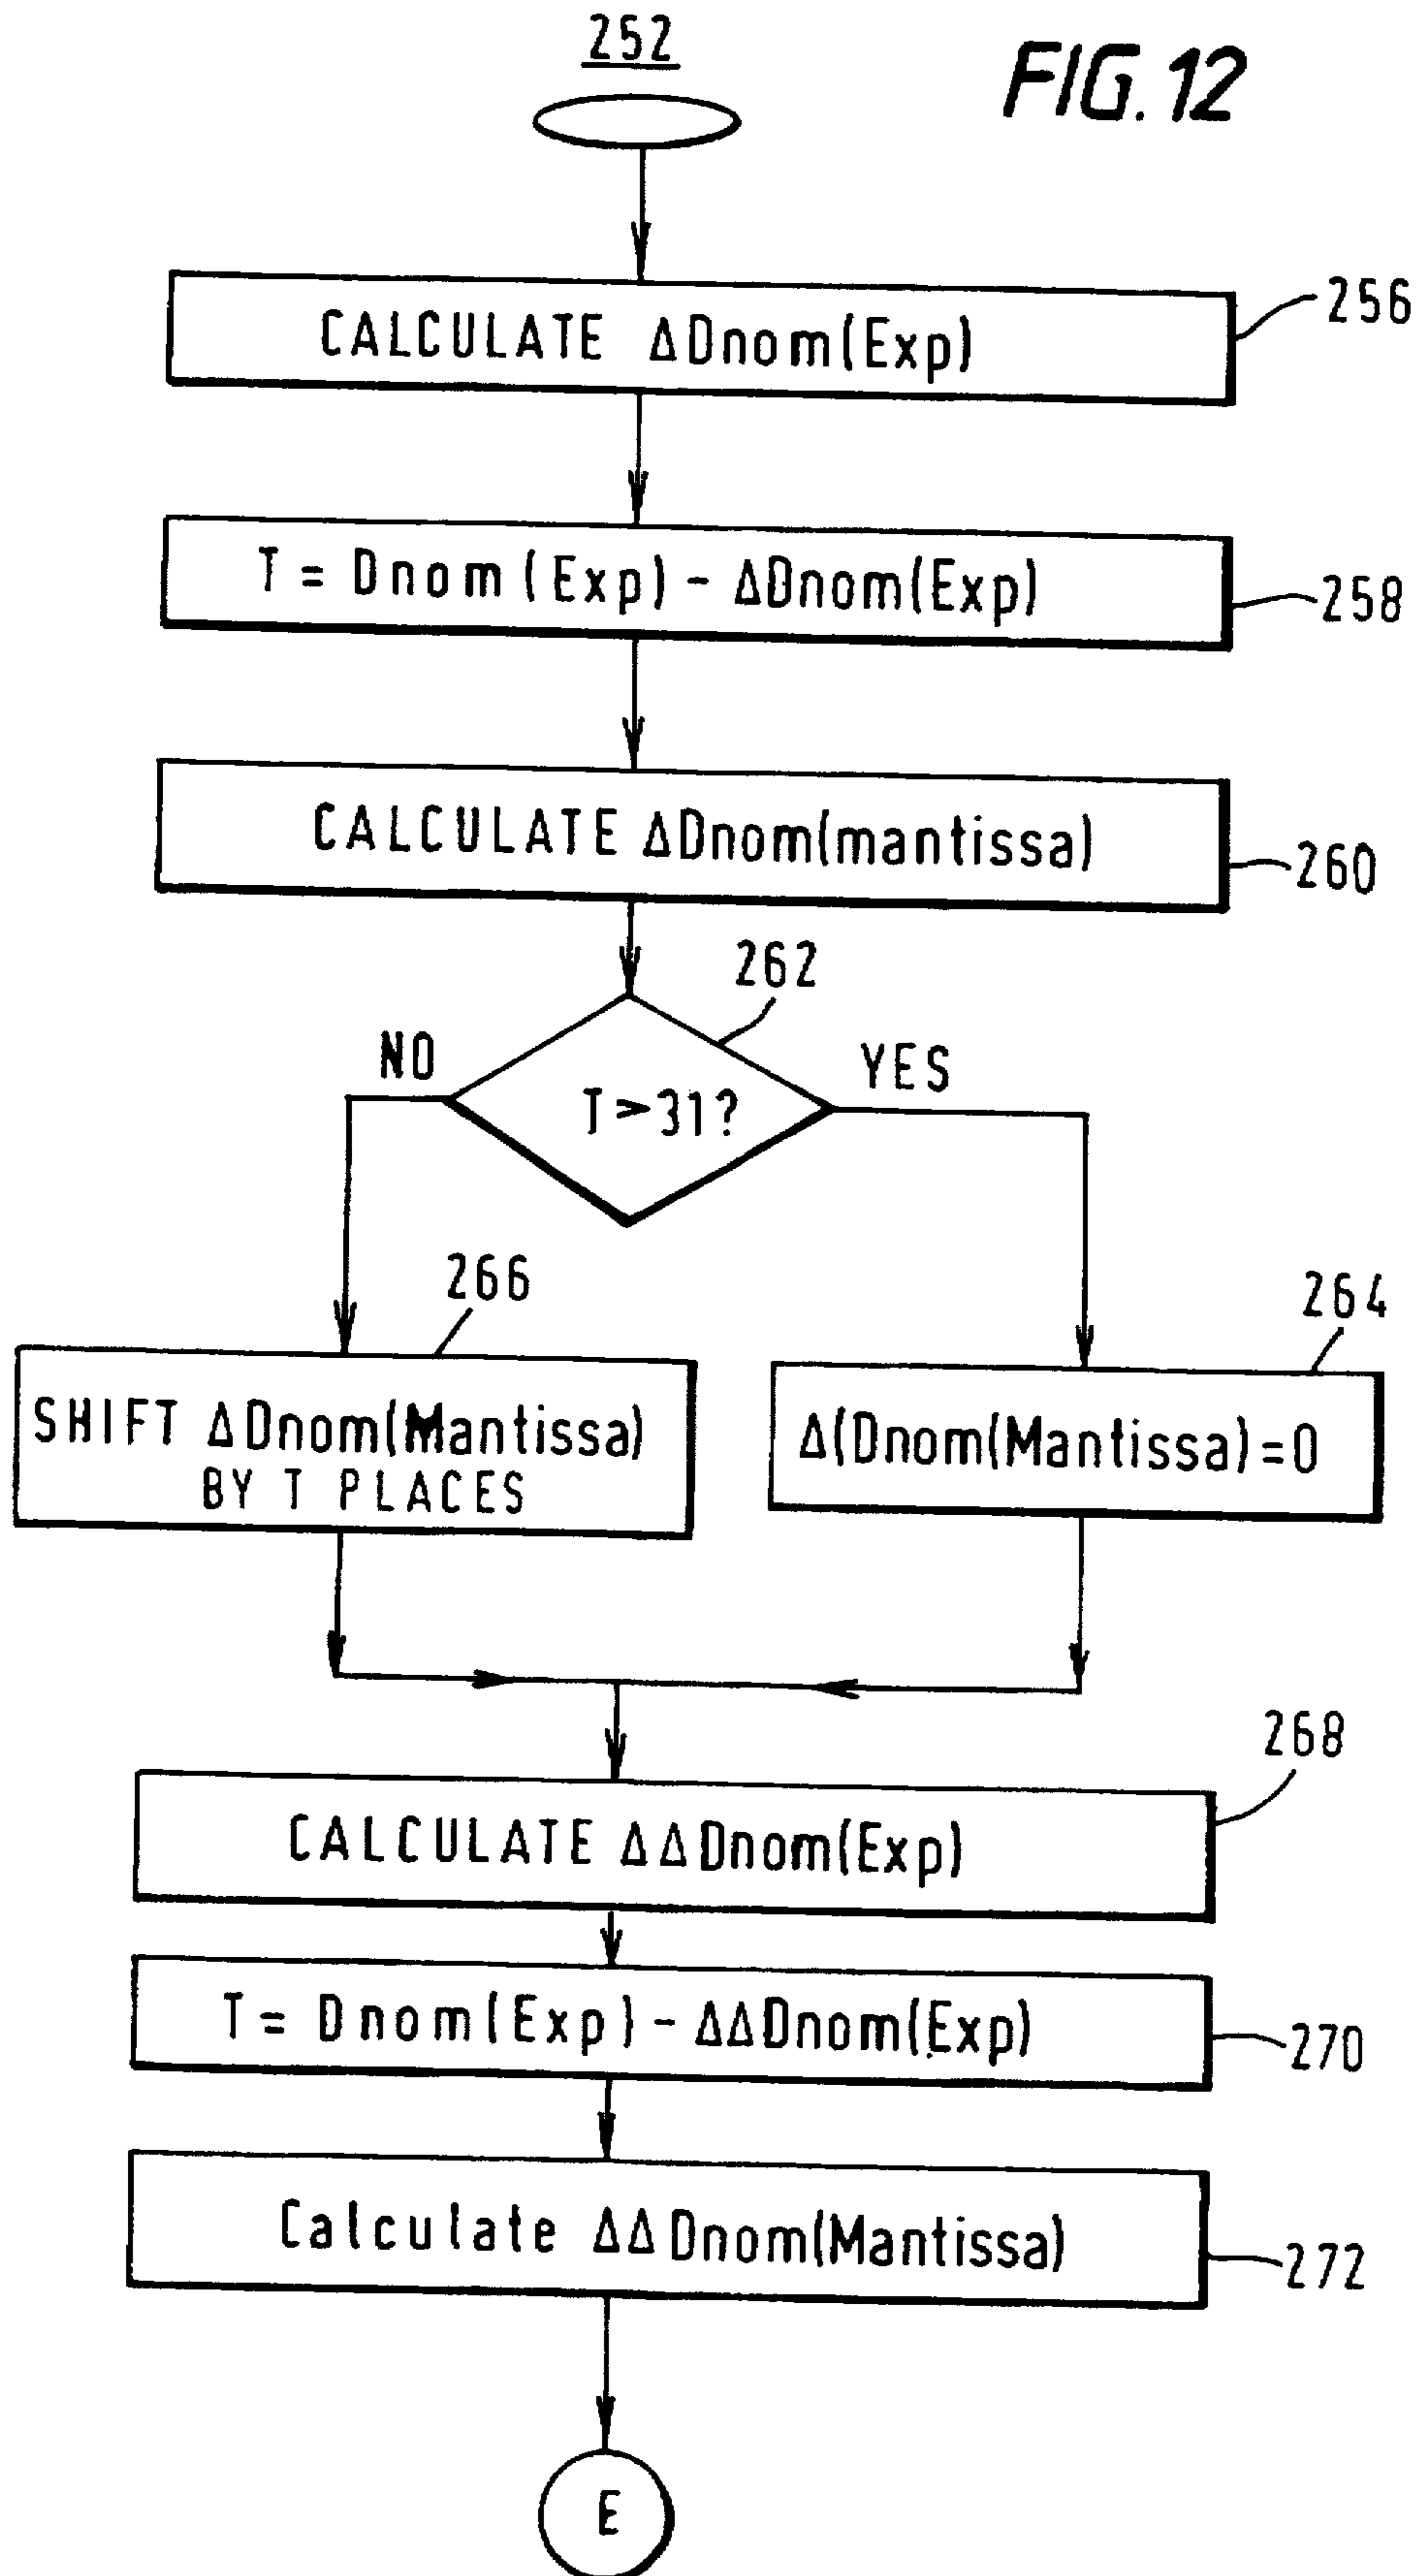 252
FIG. 12
CALCULATE ΔDnom(Exp)
256
T = Dnom (Exp) - ΔDnom(Exp)
258
CALCULATE ΔDnom(mantissa)
260
262
NO
YES
T>31?
266
264
SHIFT ΔDnom(Mantissa)
BY T PLACES
Δ(Dnom(Mantissa)=0
268
CALCULATE ΔΔDnom(Exp)
T= Dnom(Exp) - ΔΔDnom(Exp)
270
Calculate ΔΔDnom(Mantissa)
272
E